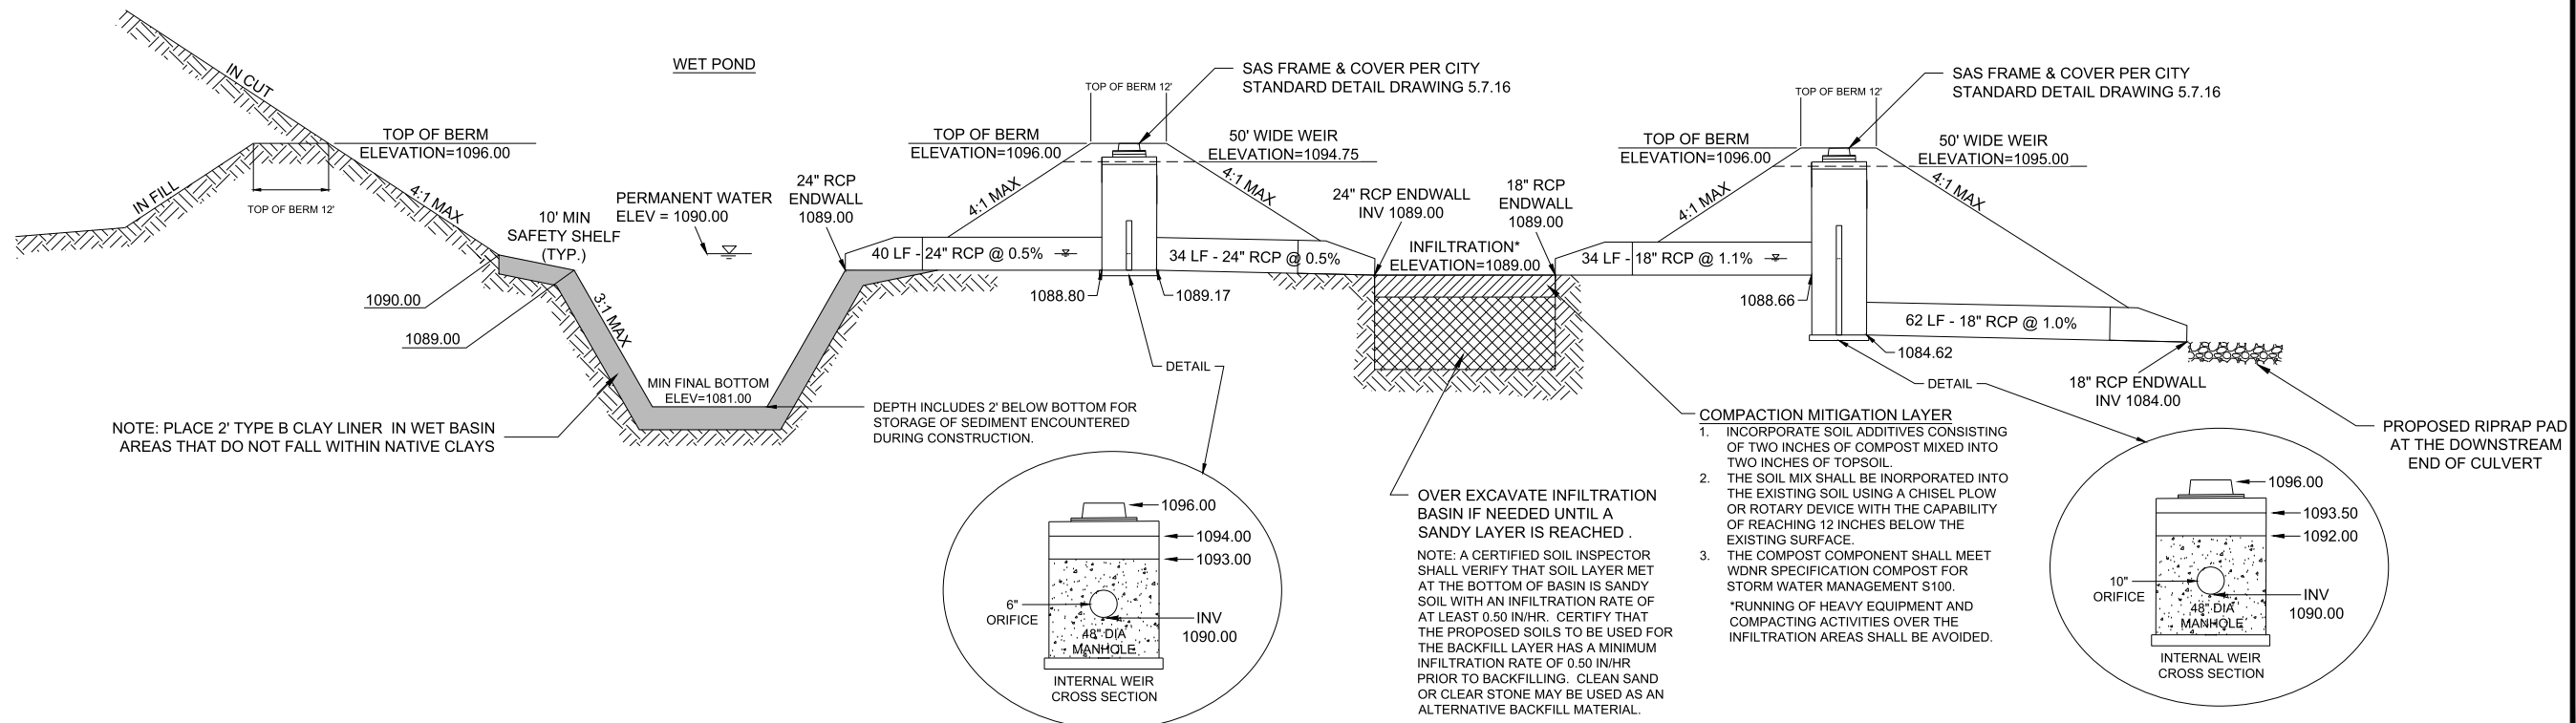 WET POND
IN CUT
IN FILL
TOP OF BERM 12'
TOP OF BERM
ELEVATION=1096.00
4:1 MAX
10' MIN
SAFETY SHELF
(TYP.)
1090.00
1089.00
3:1 MAX
PERMANENT WATER
ELEV = 1090.00
MIN FINAL BOTTOM
ELEV=1081.00
NOTE: PLACE 2' TYPE B CLAY LINER IN WET BASIN
AREAS THAT DO NOT FALL WITHIN NATIVE CLAYS
DEPTH INCLUDES 2' BELOW BOTTOM FOR
STORAGE OF SEDIMENT ENCOUNTERED
DURING CONSTRUCTION.
24" RCP
ENDWALL
1089.00
TOP OF BERM
ELEVATION=1096.00
TOP OF BERM 12'
SAS FRAME & COVER PER CITY
STANDARD DETAIL DRAWING 5.7.16
50' WIDE WEIR
ELEVATION=1094.75
4:1 MAX
4:1 MAX
40 LF - 24" RCP @ 0.5%
34 LF - 24" RCP @ 0.5%
1088.80
1089.17
DETAIL
1096.00
1094.00
1093.00
6"
ORIFICE
INV
1090.00
48" DIA
MANHOLE
INTERNAL WEIR
CROSS SECTION
24" RCP ENDWALL
INV 1089.00
18" RCP
ENDWALL
1089.00
INFILTRATION*
ELEVATION=1089.00
OVER EXCAVATE INFILTRATION
BASIN IF NEEDED UNTIL A
SANDY LAYER IS REACHED .
NOTE: A CERTIFIED SOIL INSPECTOR
SHALL VERIFY THAT SOIL LAYER MET
AT THE BOTTOM OF BASIN IS SANDY
SOIL WITH AN INFILTRATION RATE OF
AT LEAST 0.50 IN/HR. CERTIFY THAT
THE PROPOSED SOILS TO BE USED FOR
THE BACKFILL LAYER HAS A MINIMUM
INFILTRATION RATE OF 0.50 IN/HR
PRIOR TO BACKFILLING. CLEAN SAND
OR CLEAR STONE MAY BE USED AS AN
ALTERNATIVE BACKFILL MATERIAL.
COMPACTION MITIGATION LAYER
1. INCORPORATE SOIL ADDITIVES CONSISTING
OF TWO INCHES OF COMPOST MIXED INTO
TWO INCHES OF TOPSOIL.
2. THE SOIL MIX SHALL BE INORPORATED INTO
THE EXISTING SOIL USING A CHISEL PLOW
OR ROTARY DEVICE WITH THE CAPABILITY
OF REACHING 12 INCHES BELOW THE
EXISTING SURFACE.
3. THE COMPOST COMPONENT SHALL MEET
WDNR SPECIFICATION COMPOST FOR
STORM WATER MANAGEMENT S100.
*RUNNING OF HEAVY EQUIPMENT AND
COMPACTING ACTIVITIES OVER THE
INFILTRATION AREAS SHALL BE AVOIDED.
TOP OF BERM
ELEVATION=1096.00
TOP OF BERM 12'
SAS FRAME & COVER PER CITY
STANDARD DETAIL DRAWING 5.7.16
50' WIDE WEIR
ELEVATION=1095.00
4:1 MAX
4:1 MAX
34 LF - 18" RCP @ 1.1%
1088.66
62 LF - 18" RCP @ 1.0%
1084.62
DETAIL
18" RCP ENDWALL
INV 1084.00
PROPOSED RIPRAP PAD
AT THE DOWNSTREAM
END OF CULVERT
1096.00
1093.50
1092.00
10"
ORIFICE
INV
1090.00
48" DIA
MANHOLE
INTERNAL WEIR
CROSS SECTION